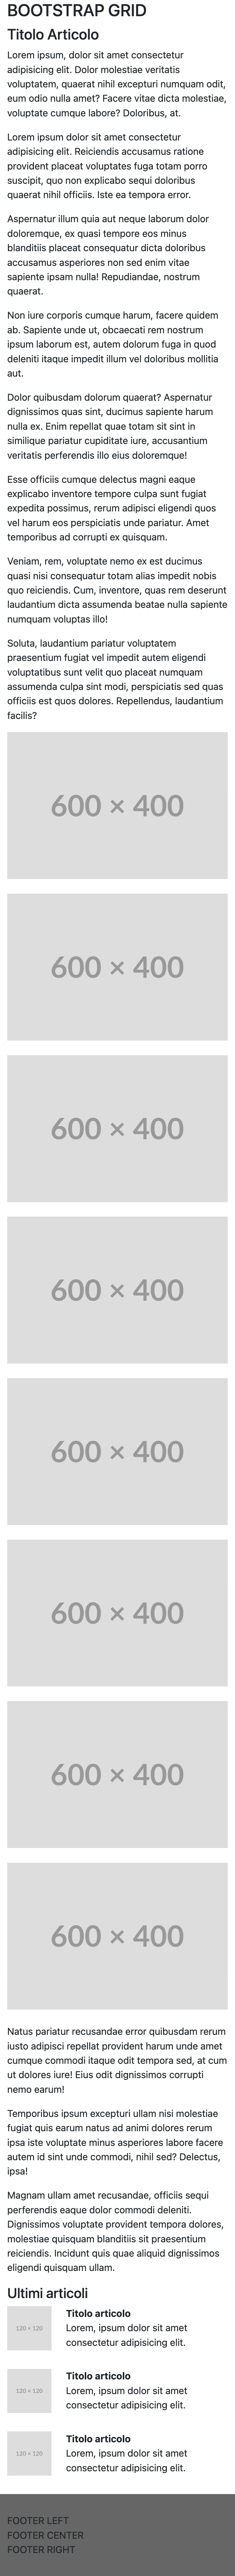 BOOTSTRAP GRID
Titolo Articolo
Lorem ipsum, dolor sit amet consectetur
adipisicing elit. Dolor molestiae veritatis
voluptatem, quaerat nihil excepturi numquam odit,
eum odio nulla amet? Facere vitae dicta molestiae,
voluptate cumque labore? Doloribus, at.
Lorem ipsum dolor sit amet consectetur
adipisicing elit. Reiciendis accusamus ratione
provident placeat voluptates fuga totam porro
suscipit, quo non explicabo sequi doloribus
quaerat nihil officiis. Iste ea tempora error.
Aspernatur illum quia aut neque laborum dolor
doloremque, ex quasi tempore eos minus
blanditiis placeat consequatur dicta doloribus
accusamus asperiores non sed enim vitae
sapiente ipsam nulla! Repudiandae, nostrum
quaerat.
Non iure corporis cumque harum, facere quidem
ab. Sapiente unde ut, obcaecati rem nostrum
ipsum laborum est, autem dolorum fuga in quod
deleniti itaque impedit illum vel doloribus mollitia
aut.
Dolor quibusdam dolorum quaerat? Aspernatur
dignissimos quas sint, ducimus sapiente harum
nulla ex. Enim repellat quae totam sit sint in
similique pariatur cupiditate iure, accusantium
veritatis perferendis illo eius doloremque!
Esse officiis cumque delectus magni eaque
explicabo inventore tempore culpa sunt fugiat
expedita possimus, rerum adipisci eligendi quos
vel harum eos perspiciatis unde pariatur. Amet
temporibus ad corrupti ex quisquam.
Veniam, rem, voluptate nemo ex est ducimus
quasi nisi consequatur totam alias impedit nobis
quo reiciendis. Cum, inventore, quas rem deserunt
laudantium dicta assumenda beatae nulla sapiente
numquam voluptas illo!
Soluta, laudantium pariatur voluptatem
praesentium fugiat vel impedit autem eligendi
voluptatibus sunt velit quo placeat numquam
assumenda culpa sint modi, perspiciatis sed quas
officiis est quos dolores. Repellendus, laudantium
facilis?
600 × 400
600 × 400
600 × 400
600 × 400
600 × 400
600 × 400
600 × 400
600 × 400
Natus pariatur recusandae error quibusdam rerum
iusto adipisci repellat provident harum unde amet
cumque commodi itaque odit tempora sed, at cum
ut dolores iure! Eius odit dignissimos corrupti
nemo earum!
Temporibus ipsum excepturi ullam nisi molestiae
fugiat quis earum natus ad animi dolores rerum
ipsa iste voluptate minus asperiores labore facere
autem id sint unde commodi, nihil sed? Delectus,
ipsa!
Magnam ullam amet recusandae, officiis sequi
perferendis eaque dolor commodi deleniti.
Dignissimos voluptate provident tempora dolores,
molestiae quisquam blanditiis sit praesentium
reiciendis. Incidunt quis quae aliquid dignissimos
eligendi quisquam ullam.
Ultimi articoli
120 × 120
Titolo articolo
Lorem, ipsum dolor sit amet
consectetur adipisicing elit.
120 × 120
Titolo articolo
Lorem, ipsum dolor sit amet
consectetur adipisicing elit.
120 × 120
Titolo articolo
Lorem, ipsum dolor sit amet
consectetur adipisicing elit.
FOOTER LEFT
FOOTER CENTER
FOOTER RIGHT